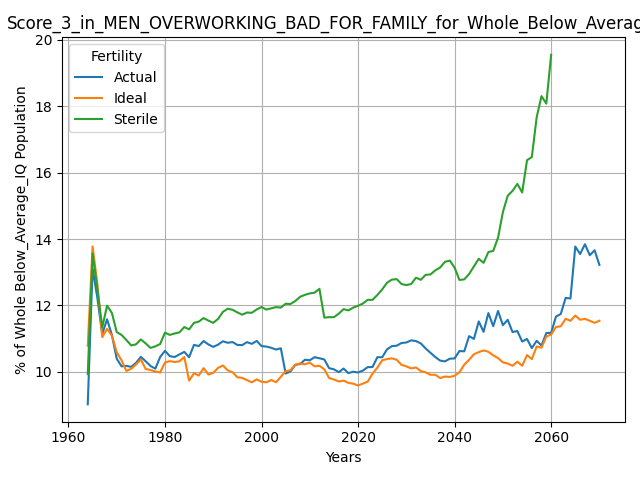 Score_3_in_MEN_OVERWORKING_BAD_FOR_FAMILY_for_Whole_Below_Averag
% of Whole Below_Average_IQ Population
20
18
16
14
12
10
Fertility
Actual
Ideal
Sterile
1960
1980
2000
2020
2040
2060
Years